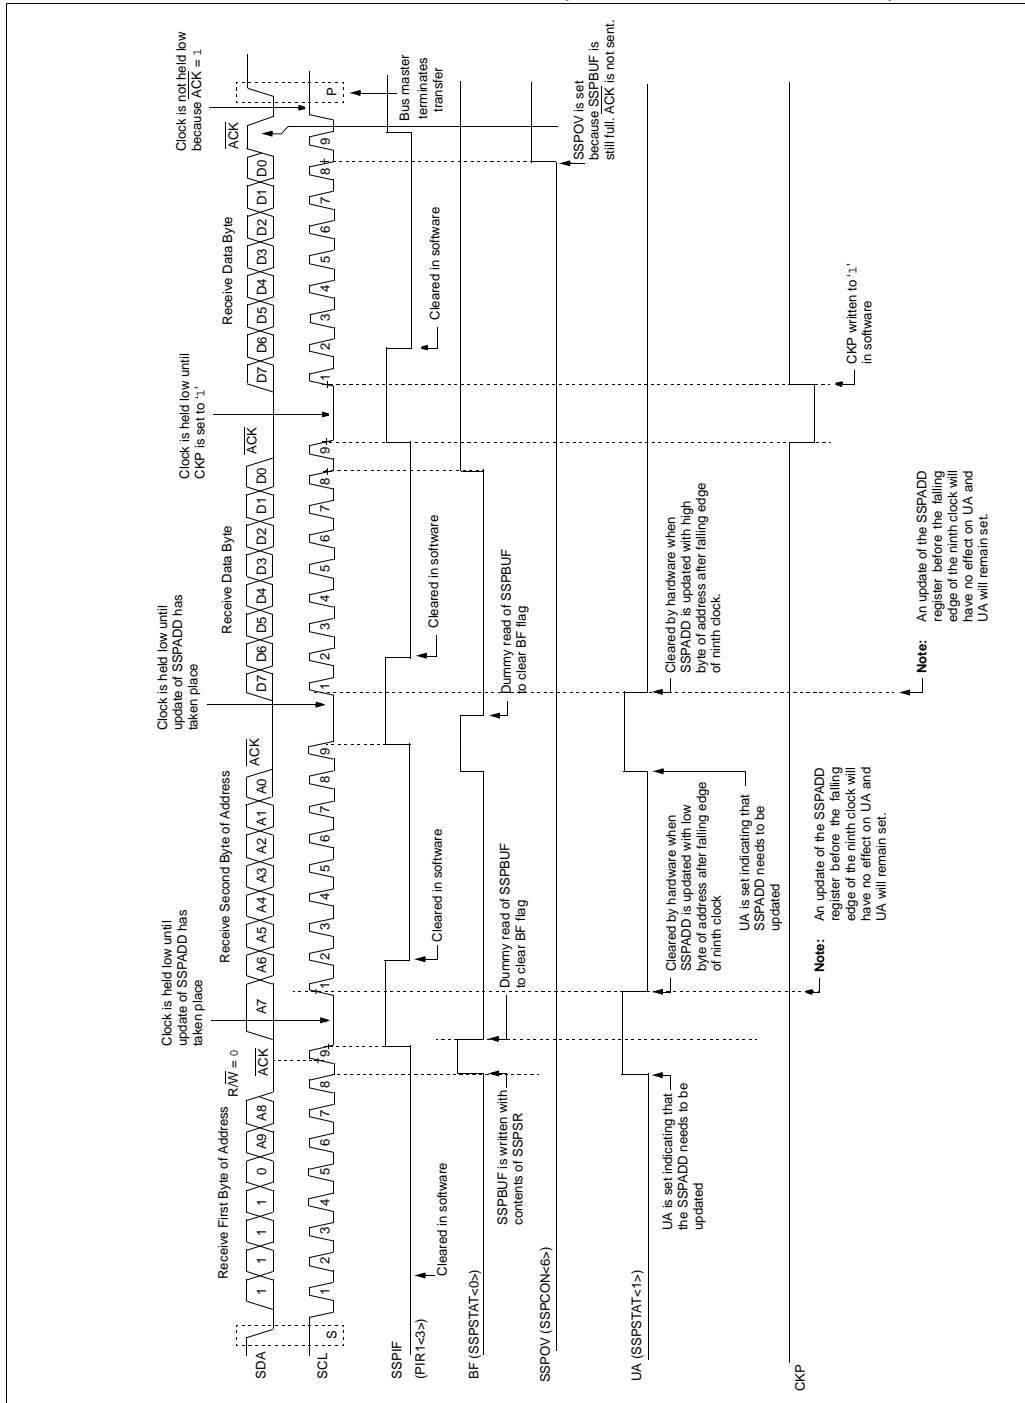 Receive First Byte of Address
R/W = 0
ACK
Clock is held low until
update of SSPADD has
taken place
Receive Second Byte of Address
ACK
Clock is held low until
update of SSPADD has
taken place
Receive Data Byte
ACK
Clock is held low until
CKP is set to ‘1’
Receive Data Byte
ACK
Clock is not held low
because ACK = 1
SDA
1 1 1 1 0 A9 A8
A7 A6 A5 A4 A3 A2 A1 A0
D7 D6 D5 D4 D3 D2 D1 D0
D7 D6 D5 D4 D3 D2 D1 D0
SCL
S
1 2 3 4 5 6 7 8 9
1 2 3 4 5 6 7 8 9
1 2 3 4 5 6 7 8 9
1 2 3 4 5 6 7 8 9
P
Bus master
terminates
transfer
SSPIF
(PIR1<3>)
Cleared in software
Cleared in software
Cleared in software
Cleared in software
BF (SSPSTAT<0>)
SSPBUF is written with
contents of SSPSR
Dummy read of SSPBUF
to clear BF flag
Dummy read of SSPBUF
to clear BF flag
SSPOV (SSPCON<6>)
SSPOV is set
because SSPBUF is
still full. ACK is not sent.
UA (SSPSTAT<1>)
UA is set indicating that
the SSPADD needs to be
updated
Cleared by hardware when
SSPADD is updated with low
byte of address after falling edge
of ninth clock
UA is set indicating that
SSPADD needs to be
updated
Cleared by hardware when
SSPADD is updated with high
byte of address after falling edge
of ninth clock.
CKP
CKP written to ‘1’
in software
Note: An update of the SSPADD
register before the falling
edge of the ninth clock will
have no effect on UA and
UA will remain set.
Note: An update of the SSPADD
register before the falling
edge of the ninth clock will
have no effect on UA and
UA will remain set.